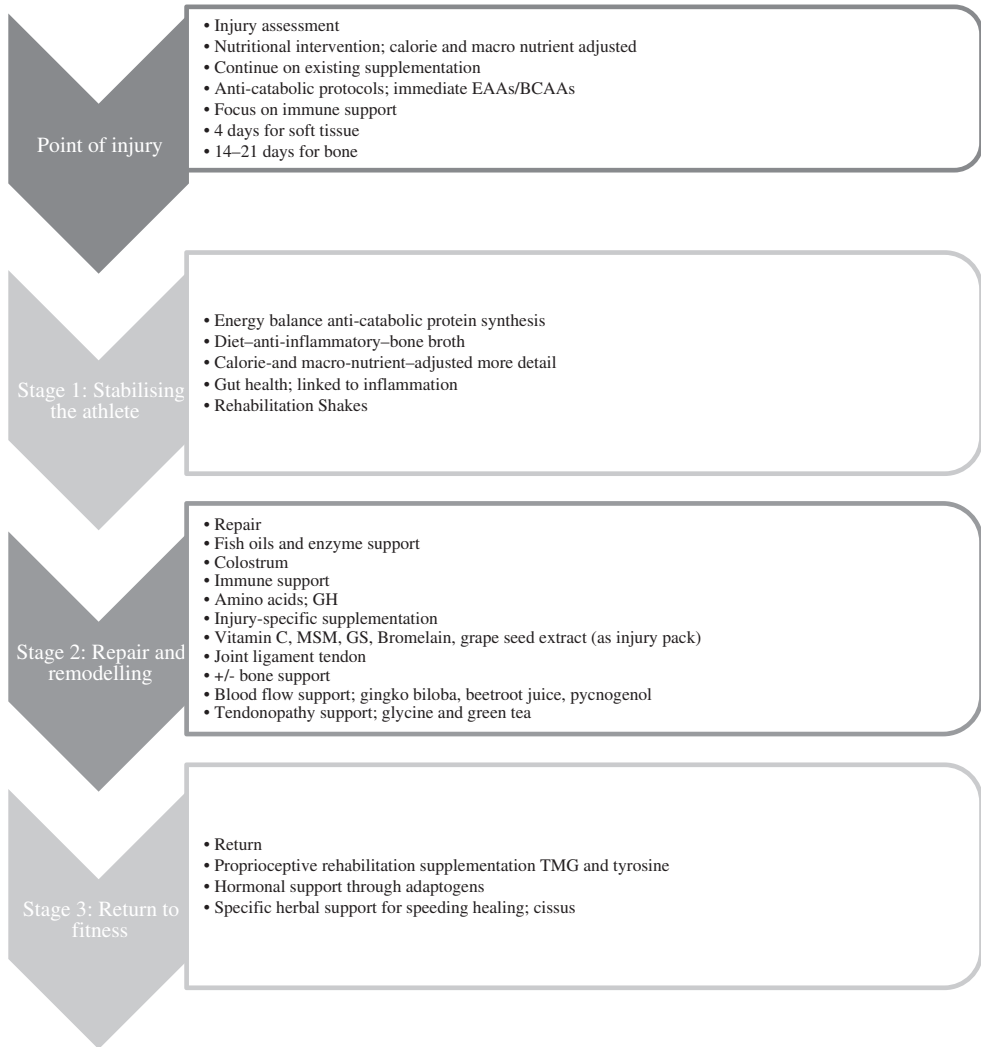 Point of injury
• Injury assessment
• Nutritional intervention; calorie and macro nutrient adjusted
• Continue on existing supplementation
• Anti-catabolic protocols; immediate EAAs/BCAAs
• Focus on immune support
• 4 days for soft tissue
• 14–21 days for bone
Stage 1: Stabilising
the athlete
• Energy balance anti-catabolic protein synthesis
• Diet–anti-inflammatory–bone broth
• Calorie-and macro-nutrient–adjusted more detail
• Gut health; linked to inflammation
• Rehabilitation Shakes
Stage 2: Repair and
remodelling
• Repair
• Fish oils and enzyme support
• Colostrum
• Immune support
• Amino acids; GH
• Injury-specific supplementation
• Vitamin C, MSM, GS, Bromelain, grape seed extract (as injury pack)
• Joint ligament tendon
• +/- bone support
• Blood flow support; gingko biloba, beetroot juice, pycnogenol
• Tendonopathy support; glycine and green tea
Stage 3: Return to
fitness
• Return
• Proprioceptive rehabilitation supplementation TMG and tyrosine
• Hormonal support through adaptogens
• Specific herbal support for speeding healing; cissus